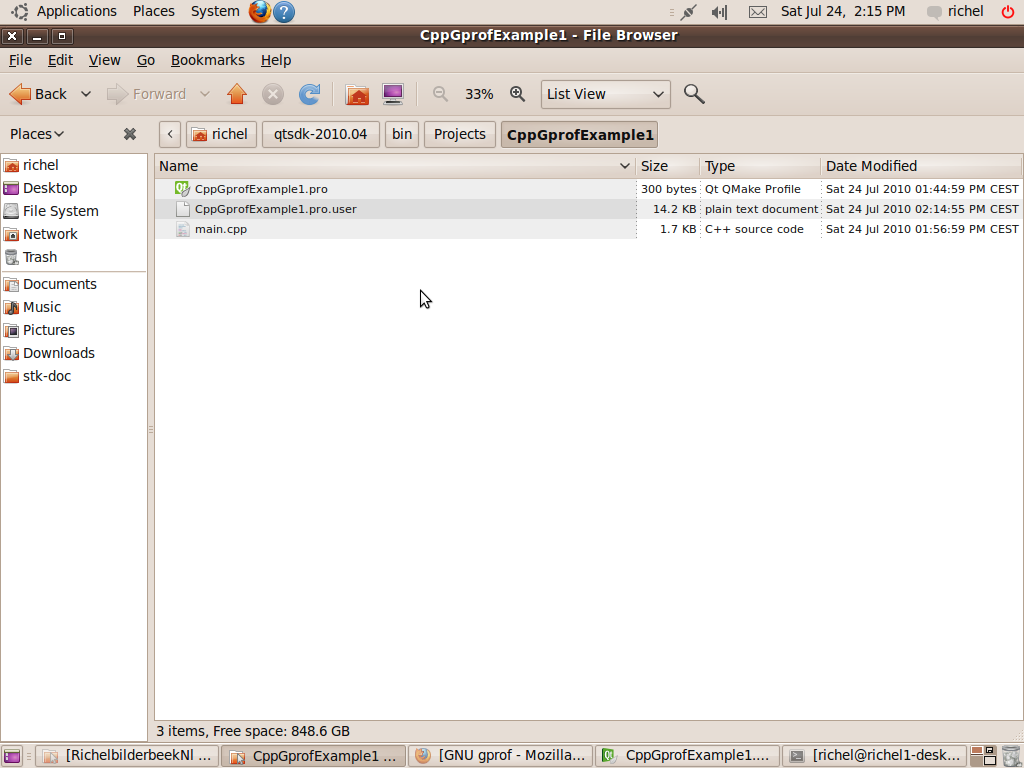 Applications Places System ? Sat Jul 24, 2:15 PM richel
CppGprofExample1 - File Browser
File Edit View Go Bookmarks Help
Back Forward 33% List View
Places richel qtsdk-2010.04 bin Projects CppGprofExample1
Name Size Type Date Modified
richel
Desktop
File System
Network
Trash
Documents
Music
Pictures
Downloads
stk-doc
CppGprofExample1.pro 300 bytes Qt QMake Profile Sat 24 Jul 2010 01:44:59 PM CEST
CppGprofExample1.pro.user 14.2 KB plain text document Sat 24 Jul 2010 02:14:55 PM CEST
main.cpp 1.7 KB C++ source code Sat 24 Jul 2010 01:56:59 PM CEST
3 items, Free space: 848.6 GB
[RichelbilderbeekNl ... CppGprofExample1 ... [GNU gprof - Mozilla... CppGprofExample1.... [richel@richel1-desk...